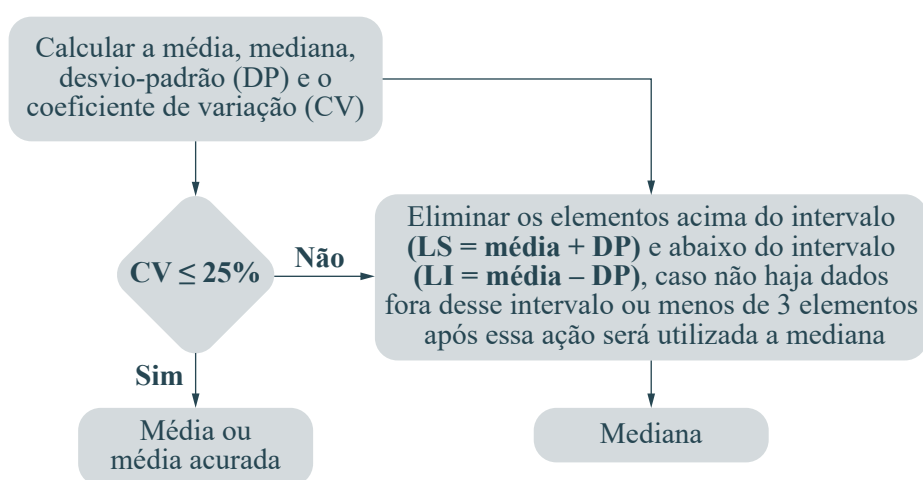 Calcular a média, mediana,
desvio-padrão (DP) e o
coeficiente de variação (CV)
CV ≤ 25%
Não
Eliminar os elementos acima do intervalo
(LS = média + DP) e abaixo do intervalo
(LI = média – DP), caso não haja dados
fora desse intervalo ou menos de 3 elementos
após essa ação será utilizada a mediana
Sim
Média ou
média acurada
Mediana